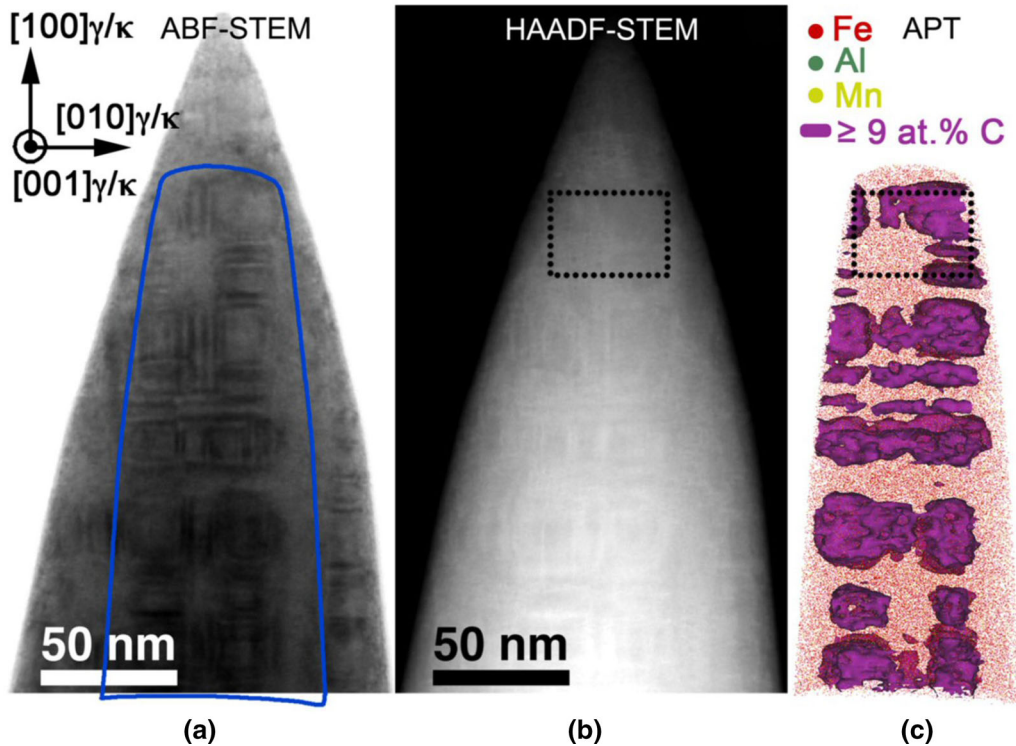 [100]γ/κ
ABF-STEM
[010]γ/κ
[001]γ/κ
50 nm
(a)
HAADF-STEM
50 nm
(b)
Fe
APT
Al
Mn
≥ 9 at.% C
(c)